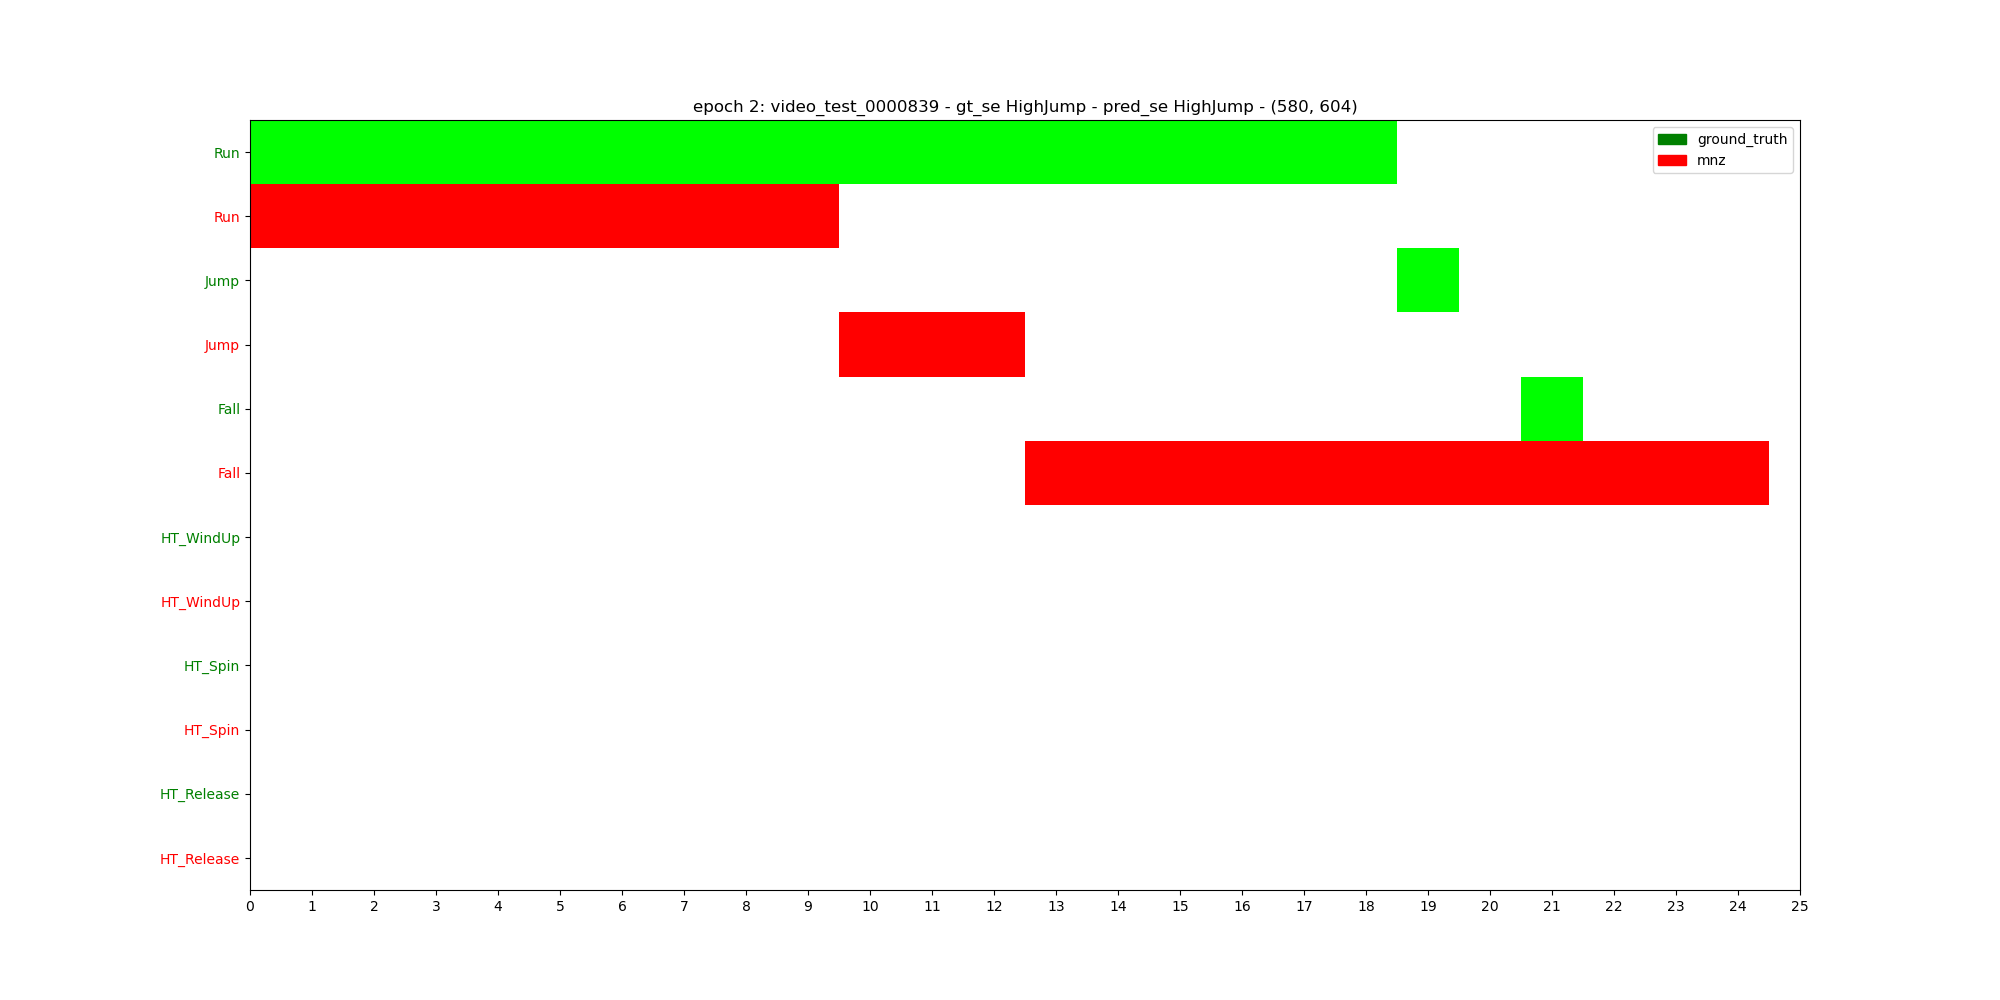 epoch 2: video_test_0000839 - gt_se HighJump - pred_se HighJump - (580, 604)
ground_truth
mnz
Run
Run
Jump
Jump
Fall
Fall
HT_WindUp
HT_WindUp
HT_Spin
HT_Spin
HT_Release
HT_Release
0 1 2 3 4 5 6 7 8 9 10 11 12 13 14 15 16 17 18 19 20 21 22 23 24 25